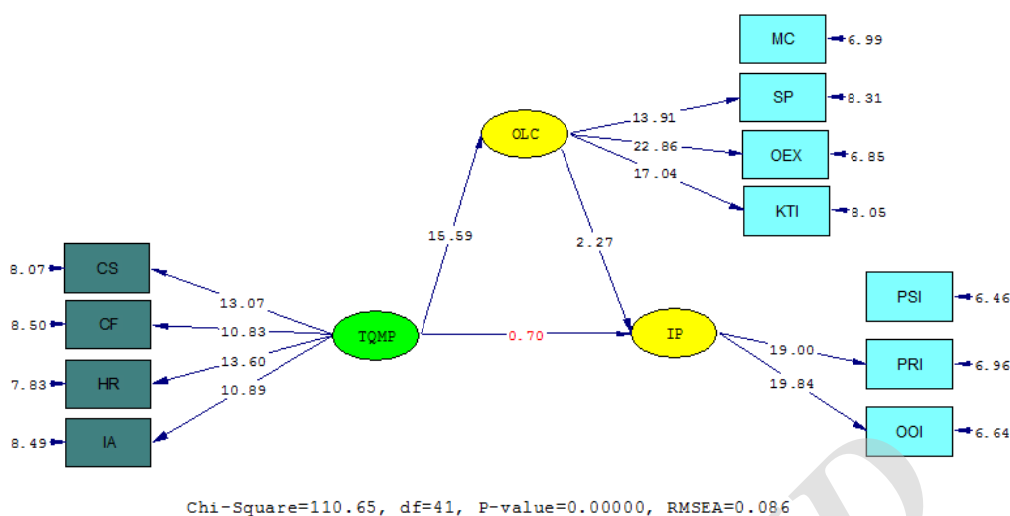 MC
6.99
SP
8.31
13.91
OLC
22.86
OEX
6.85
17.04
KTI
8.05
15.59
2.27
8.07
CS
13.07
PSI
6.46
8.50
CF
10.83
TQMP
0.70
IP
19.00
PRI
6.96
13.60
7.83
HR
10.89
19.84
8.49
IA
OOI
6.64
Chi-Square=110.65, df=41, P-value=0.00000, RMSEA=0.086